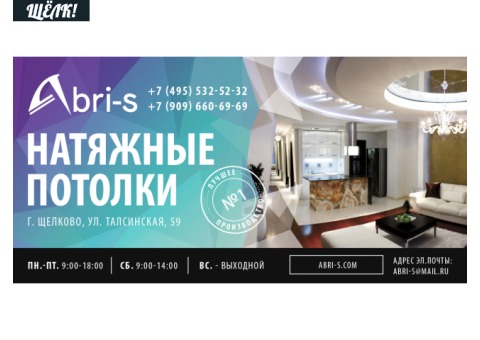 ЩЁЛК!
Abri-s
+7 (495) 532-52-32
+7 (909) 660-69-69
НАТЯЖНЫЕ
ПОТОЛКИ
ЛУЧШЕЕ
№1
ПРОИЗВОДСТВО
Г. ЩЕЛКОВО, УЛ. ТАЛСИНСКАЯ, 59
ПН.-ПТ. 9:00-18:00
СБ. 9:00-14:00
ВС. - ВЫХОДНОЙ
ABRI-S.COM
АДРЕС ЭЛ.ПОЧТЫ:
ABRI-S@MAIL.RU